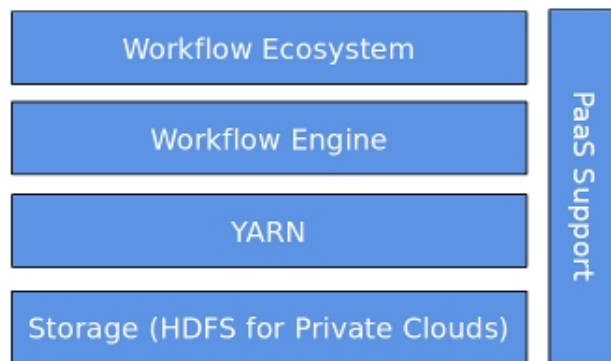 Workflow Ecosystem
Workflow Engine
YARN
Storage (HDFS for Private Clouds)
PaaS Support